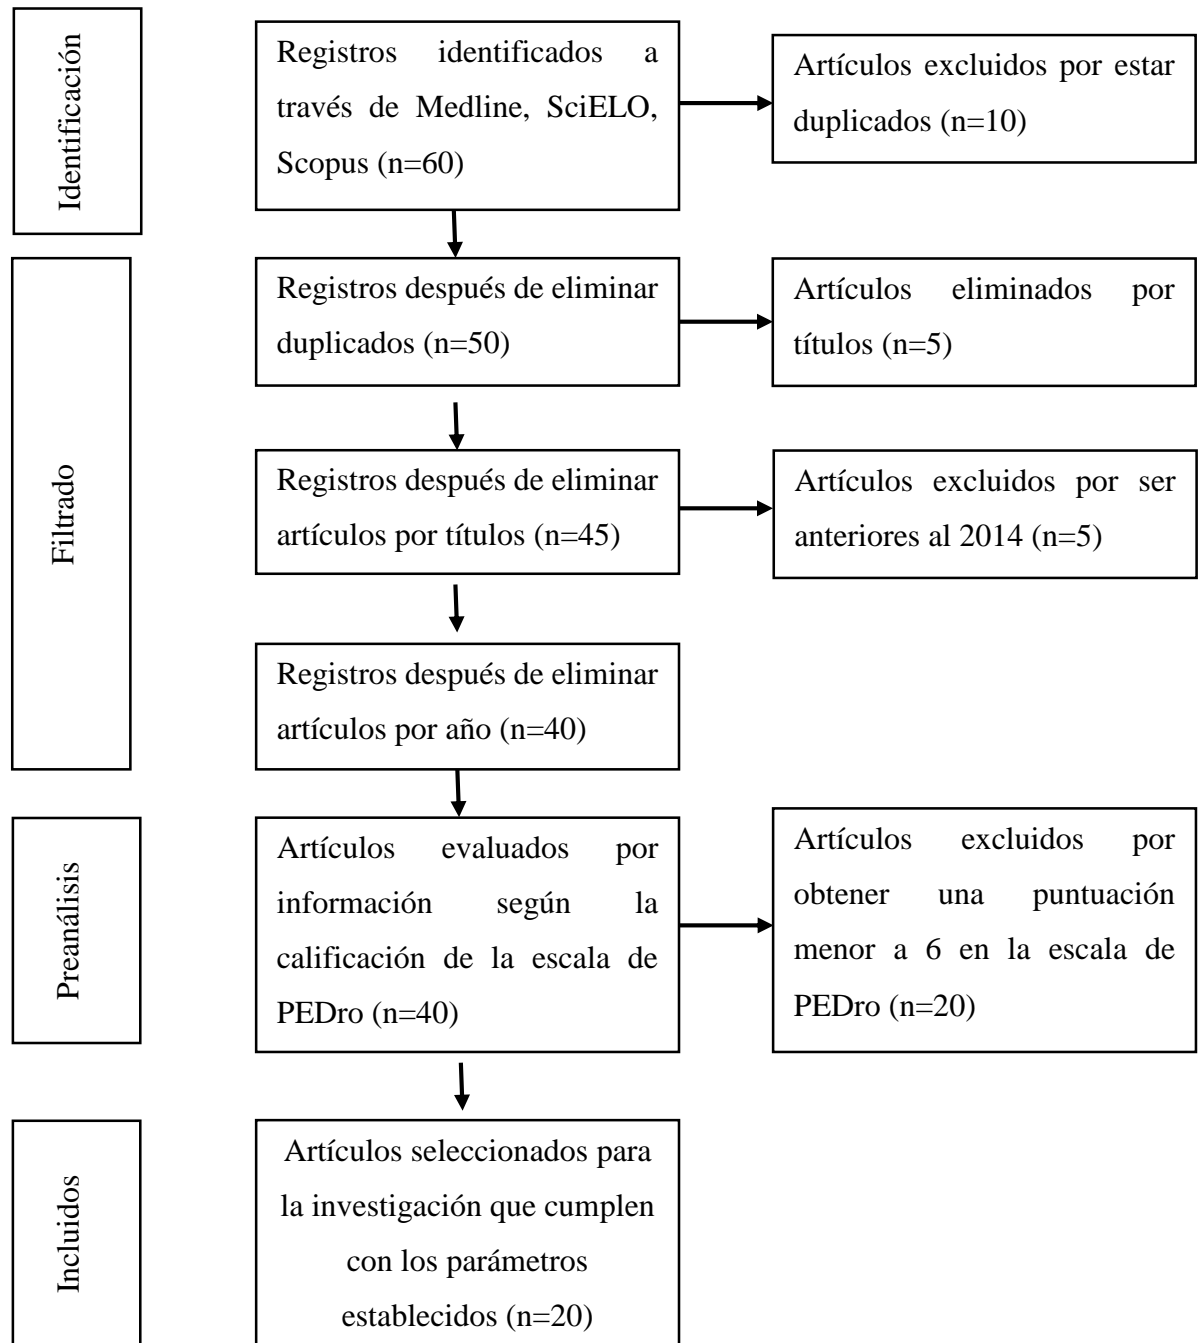 Identificación
Registros identificados a
través de Medline, SciELO,
Scopus (n=60)
Artículos excluidos por estar
duplicados (n=10)
Filtrado
Registros después de eliminar
duplicados (n=50)
Artículos eliminados por
títulos (n=5)
Registros después de eliminar
artículos por títulos (n=45)
Artículos excluidos por ser
anteriores al 2014 (n=5)
Registros después de eliminar
artículos por año (n=40)
Preanálisis
Artículos evaluados por
información según la
calificación de la escala de
PEDro (n=40)
Artículos excluidos por
obtener una puntuación
menor a 6 en la escala de
PEDro (n=20)
Incluidos
Artículos seleccionados para
la investigación que cumplen
con los parámetros
establecidos (n=20)